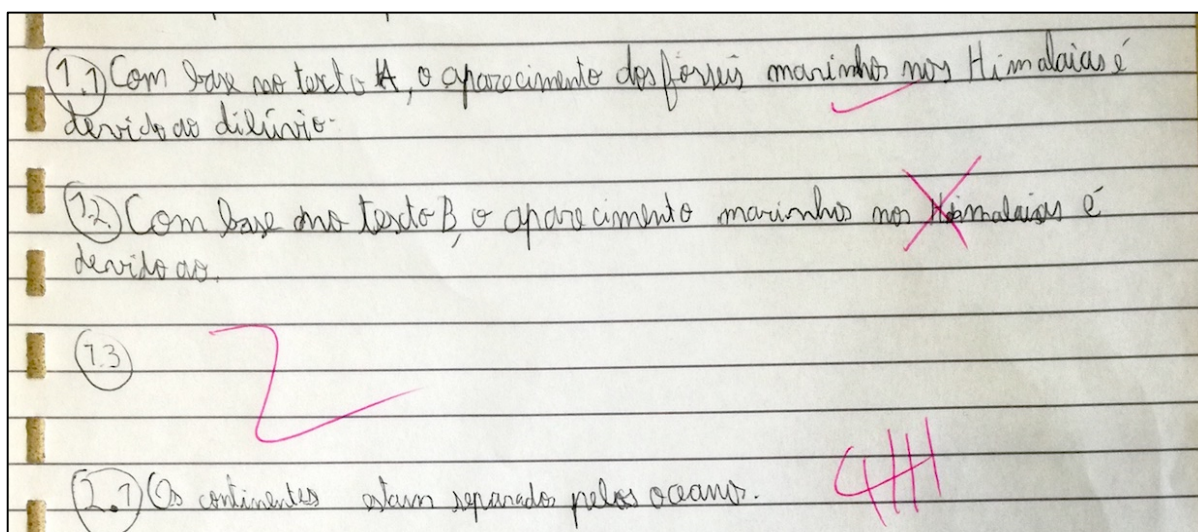 1.1 Com base no texto A, o aparecimento dos fósseis marinhos nos Himalaias é
devido ao dilúvio.
1.2 Com base no texto B, o aparecimento marinhos nos Himalaias é
devido ao.
1.3
2.1 Os continentes estam separados pelos oceanos.